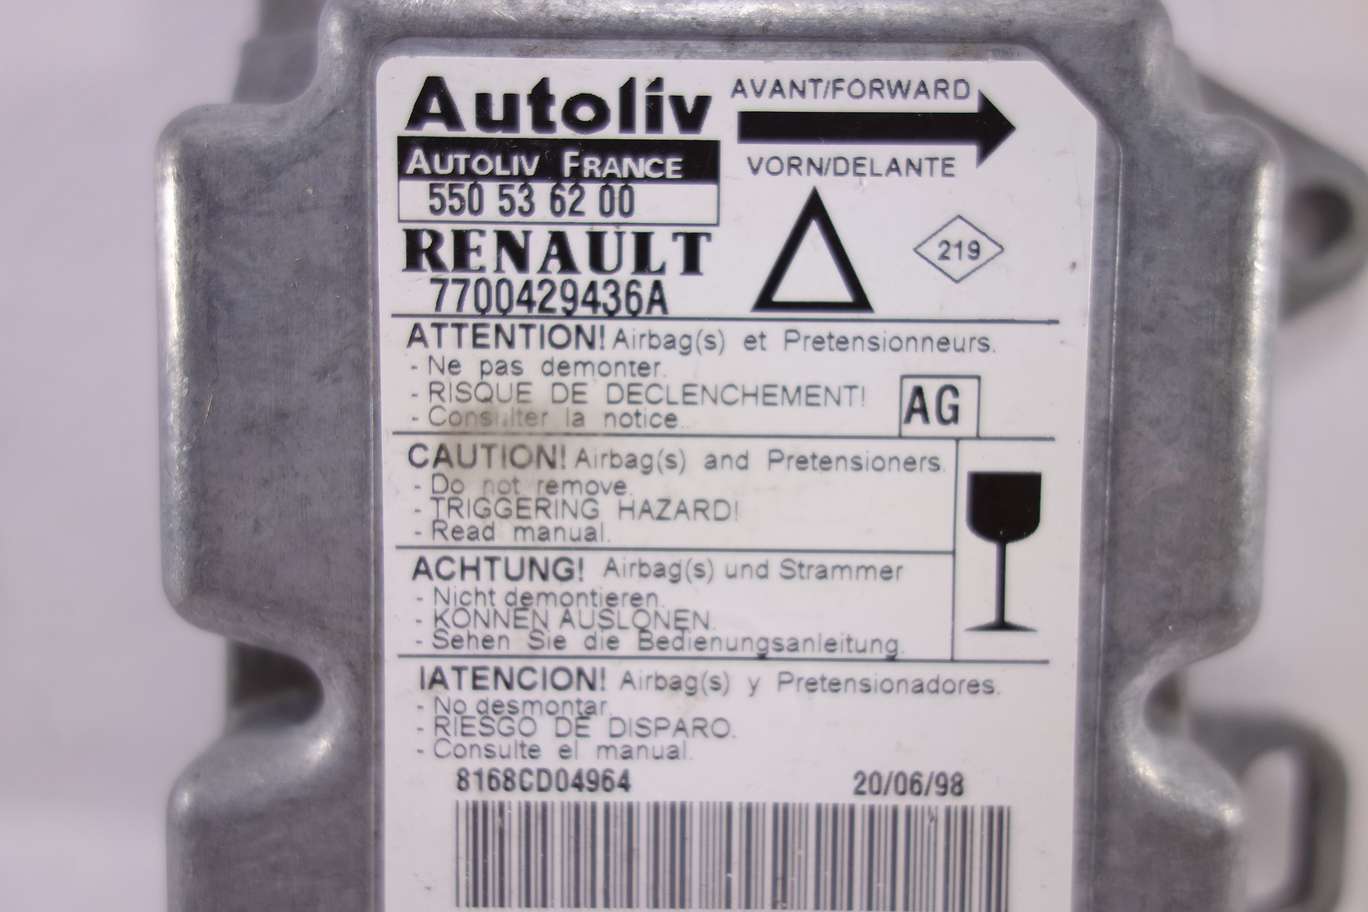 Autoliv
AUTOLIV FRANCE
550 53 62 00
RENAULT
7700429436A
AVANT/FORWARD
VORN/DELANTE
219
ATTENTION! Airbag(s) et Pretensionneurs.
- Ne pas demonter.
- RISQUE DE DECLENCHEMENT!
- Consulter la notice.
AG
CAUTION! Airbag(s) and Pretensioners.
- Do not remove.
- TRIGGERING HAZARD!
- Read manual.
ACHTUNG! Airbag(s) und Strammer
- Nicht demontieren.
- KONNEN AUSLONEN.
- Sehen Sie die Bedienungsanleitung.
IATENCION! Airbag(s) y Pretensionadores.
- No desmontar.
- RIESGO DE DISPARO.
- Consulte el manual.
8168CD04964 20/06/98